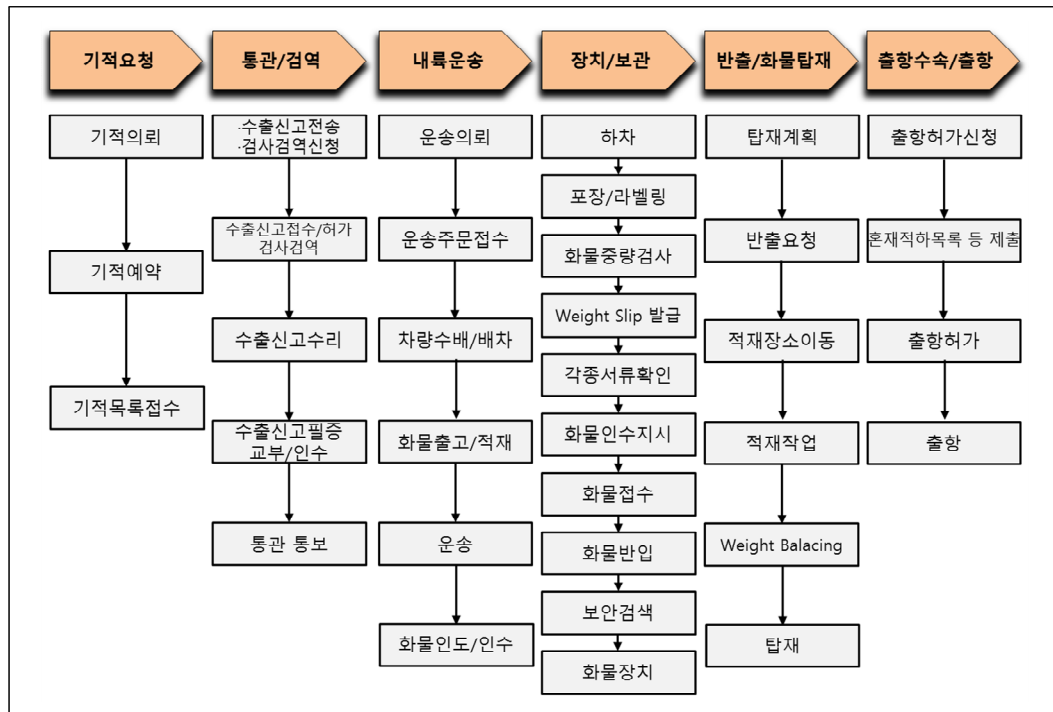 기적요청
통관/검역
내륙운송
장치/보관
반출/화물탑재
출항수속/출항
기적의뢰
기적예약
기적목록접수
·수출신고전송
·검사검역신청
수출신고접수/허가
검사검역
수출신고수리
수출신고필증
교부/인수
통관 통보
운송의뢰
운송주문접수
차량수배/배차
화물출고/적재
운송
화물인도/인수
하차
포장/라벨링
화물중량검사
Weight Slip 발급
각종서류확인
화물인수지시
화물접수
화물반입
보안검색
화물장치
탑재계획
반출요청
적재장소이동
적재작업
Weight Balacing
탑재
출항허가신청
혼재적하목록 등 제출
출항허가
출항